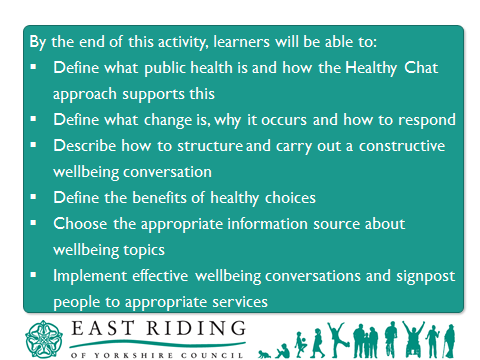 By the end of this activity, learners will be able to:
▪ Define what public health is and how the Healthy Chat
approach supports this
▪ Define what change is, why it occurs and how to respond
▪ Describe how to structure and carry out a constructive
wellbeing conversation
▪ Define the benefits of healthy choices
▪ Choose the appropriate information source about
wellbeing topics
▪ Implement effective wellbeing conversations and signpost
people to appropriate services
EAST RIDING
OF YORKSHIRE COUNCIL